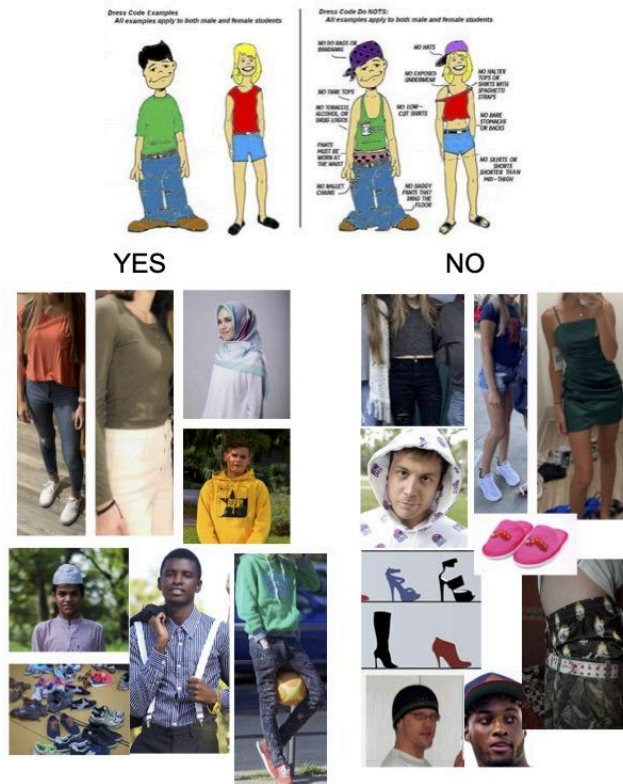 Dress Code Examples
All examples apply to both male and female students
Dress Code Do NOTS:
All examples apply to both male and female students
NO DO RAGS OR
BANDANAS
NO HATS
NO EXPOSED
UNDERWEAR
NO HALTER
TOPS OR
SHIRTS WITH
SPAGHETTI
STRAPS
NO TANK TOPS
NO TOBACCO,
ALCOHOL, OR
DRUG LOGOS
NO LOW-
CUT SHIRTS
NO BARE
STOMACHS
OR BACKS
PANTS
MUST BE
WORN AT
THE WAIST
NO SKIRTS OR
SHORTS
SHORTER THAN
MID-THIGH
NO WALLET
CHAINS
NO BAGGY
PANTS THAT
DRAG THE
FLOOR
YES
NO